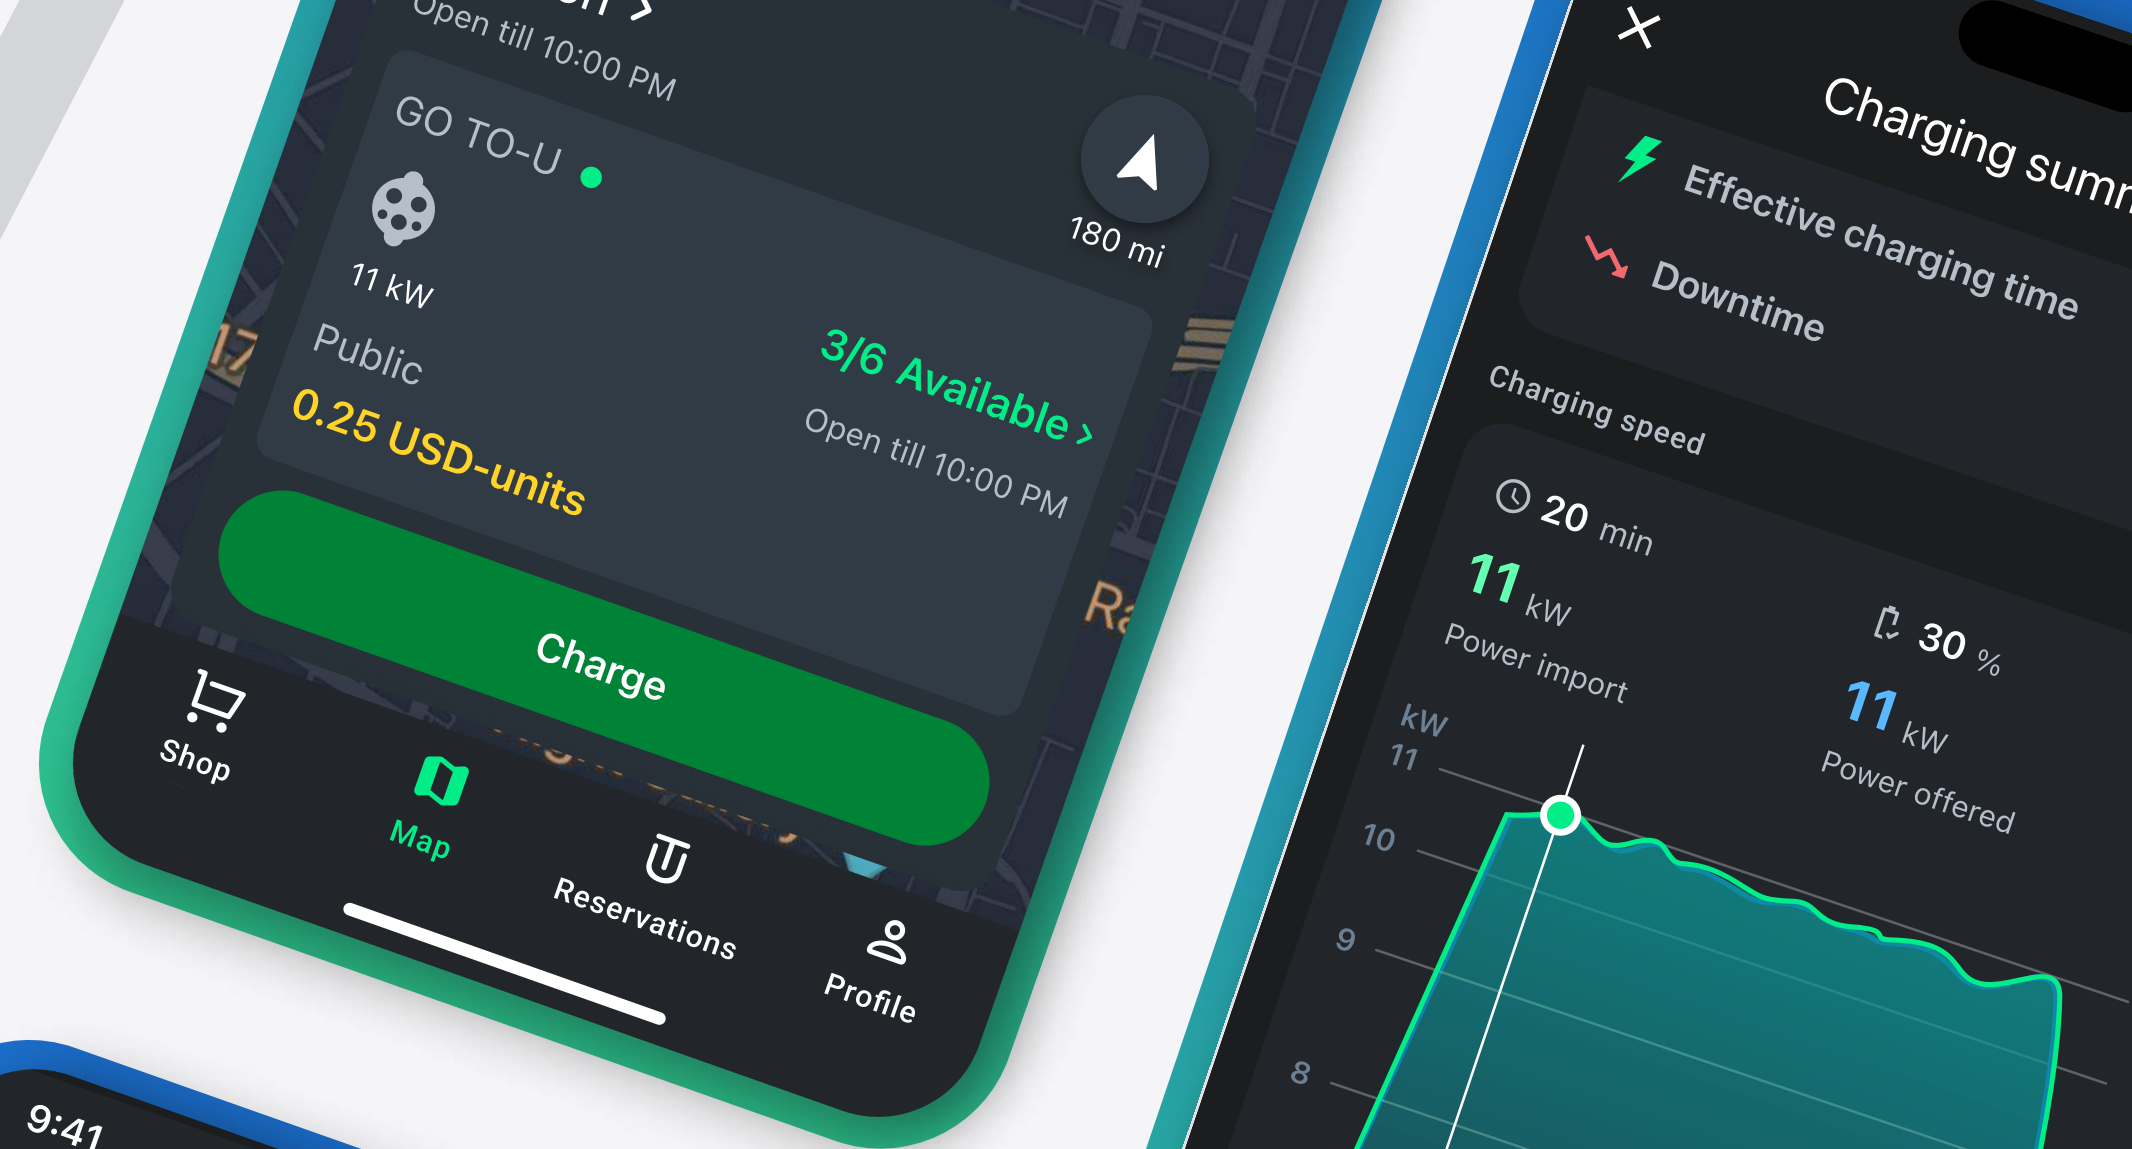 Open till 10:00 PM
GO TO-U
180 mi
11 kW
Public
0.25 USD-units
3/6 Available >
Open till 10:00 PM
Charge
Shop
Map
Reservations
Profile
17
9:41
Charging summ
Effective charging time
Downtime
Charging speed
20 min
11 kW
Power import
30 %
11 kW
Power offered
kW
11
10
9
8